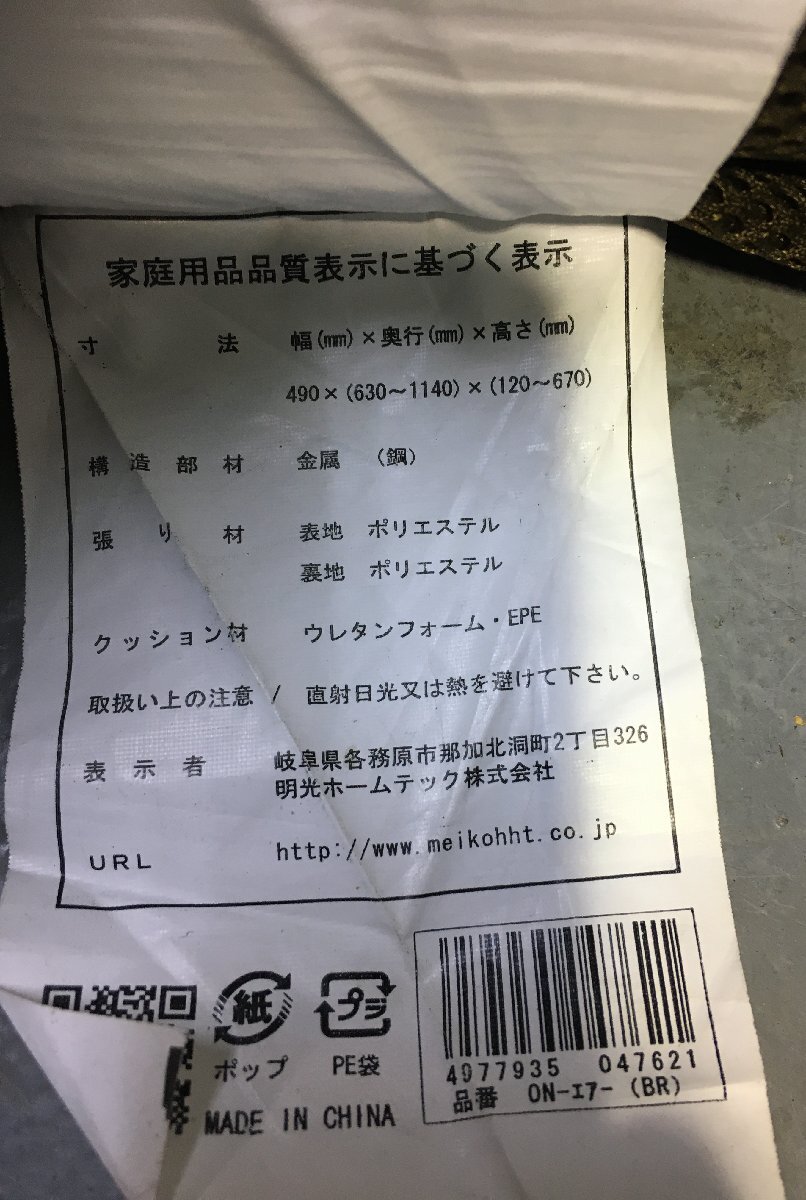 家庭用品品質表示に基づく表示
寸法 幅(㎜)×奥行(㎜)×高さ(㎜)
490×(630～1140)×(120～670)
構造部材 金属 (鋼)
張り材 表地 ポリエステル
裏地 ポリエステル
クッション材 ウレタンフォーム・EPE
取扱い上の注意 / 直射日光又は熱を避けて下さい。
表示者 岐阜県各務原市那加北洞町2丁目326
明光ホームテック株式会社
URL http://www.meikohht.co.jp
紙 プラ
ポップ PE袋
MADE IN CHINA
4977935 047621
品番 ON-ｴｱｰ (BR)